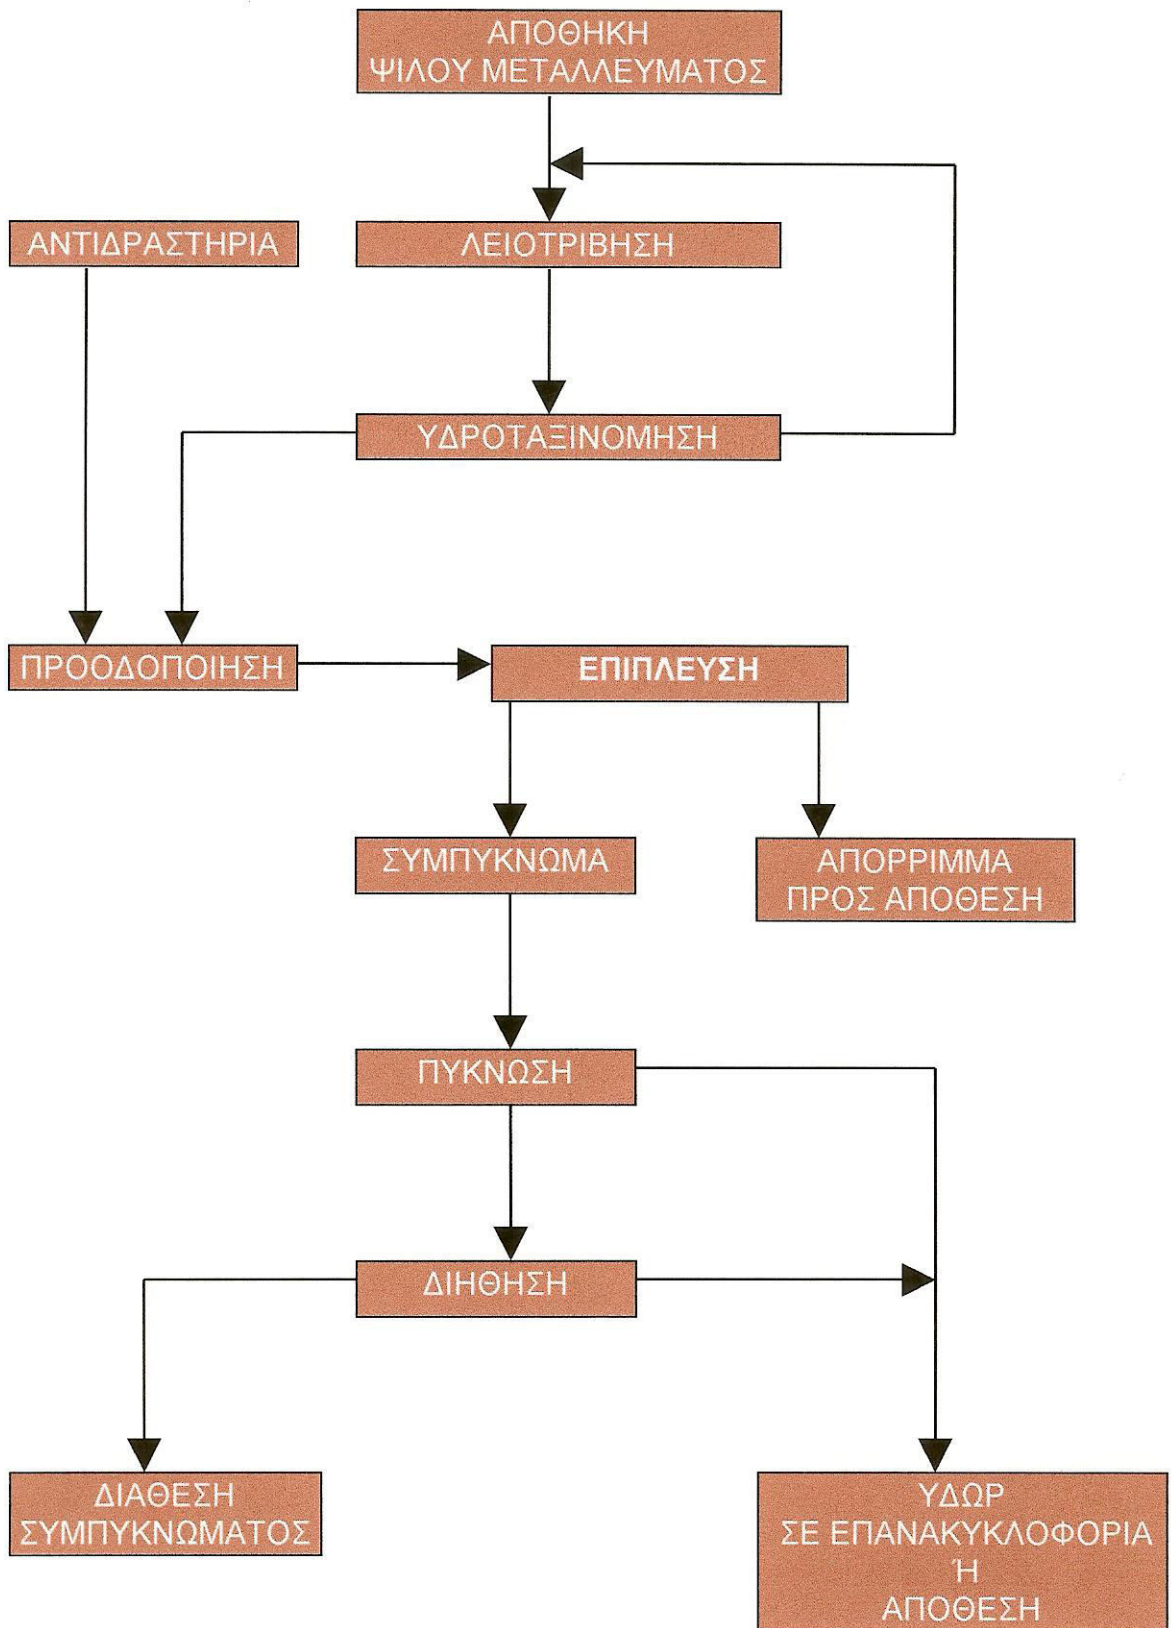 ΑΠΟΘΗΚΗ
ΨΙΛΟΥ ΜΕΤΑΛΛΕΥΜΑΤΟΣ
ΑΝΤΙΔΡΑΣΤΗΡΙΑ
ΛΕΙΟΤΡΙΒΗΣΗ
ΥΔΡΟΤΑΞΙΝΟΜΗΣΗ
ΠΡΟΟΔΟΠΟΙΗΣΗ
ΕΠΙΠΛΕΥΣΗ
ΣΥΜΠΥΚΝΩΜΑ
ΑΠΟΡΡΙΜΜΑ
ΠΡΟΣ ΑΠΟΘΕΣΗ
ΠΥΚΝΩΣΗ
ΔΙΗΘΗΣΗ
ΔΙΑΘΕΣΗ
ΣΥΜΠΥΚΝΩΜΑΤΟΣ
ΥΔΩΡ
ΣΕ ΕΠΑΝΑΚΥΚΛΟΦΟΡΙΑ
Ή
ΑΠΟΘΕΣΗ